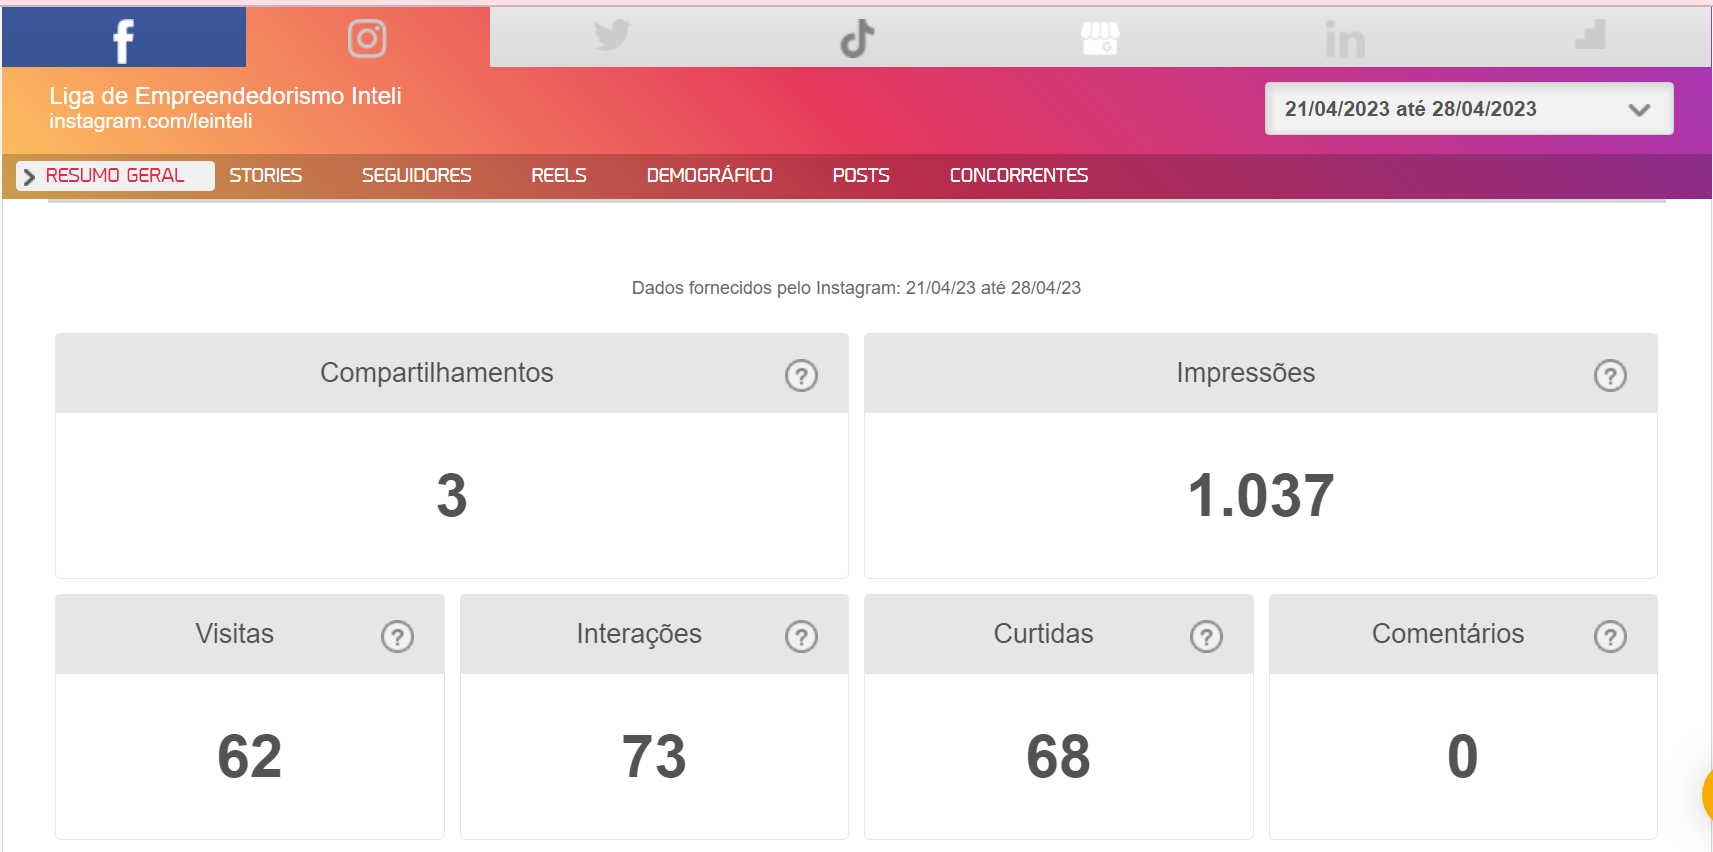 Liga de Empreendedorismo Inteli
instagram.com/leinteli
21/04/2023 até 28/04/2023
RESUMO GERAL
STORIES
SEGUIDORES
REELS
DEMOGRÁFICO
POSTS
CONCORRENTES
Dados fornecidos pelo Instagram: 21/04/23 até 28/04/23
Compartilhamentos
?
3
Impressões
?
1.037
Visitas
?
62
Interações
?
73
Curtidas
?
68
Comentários
?
0